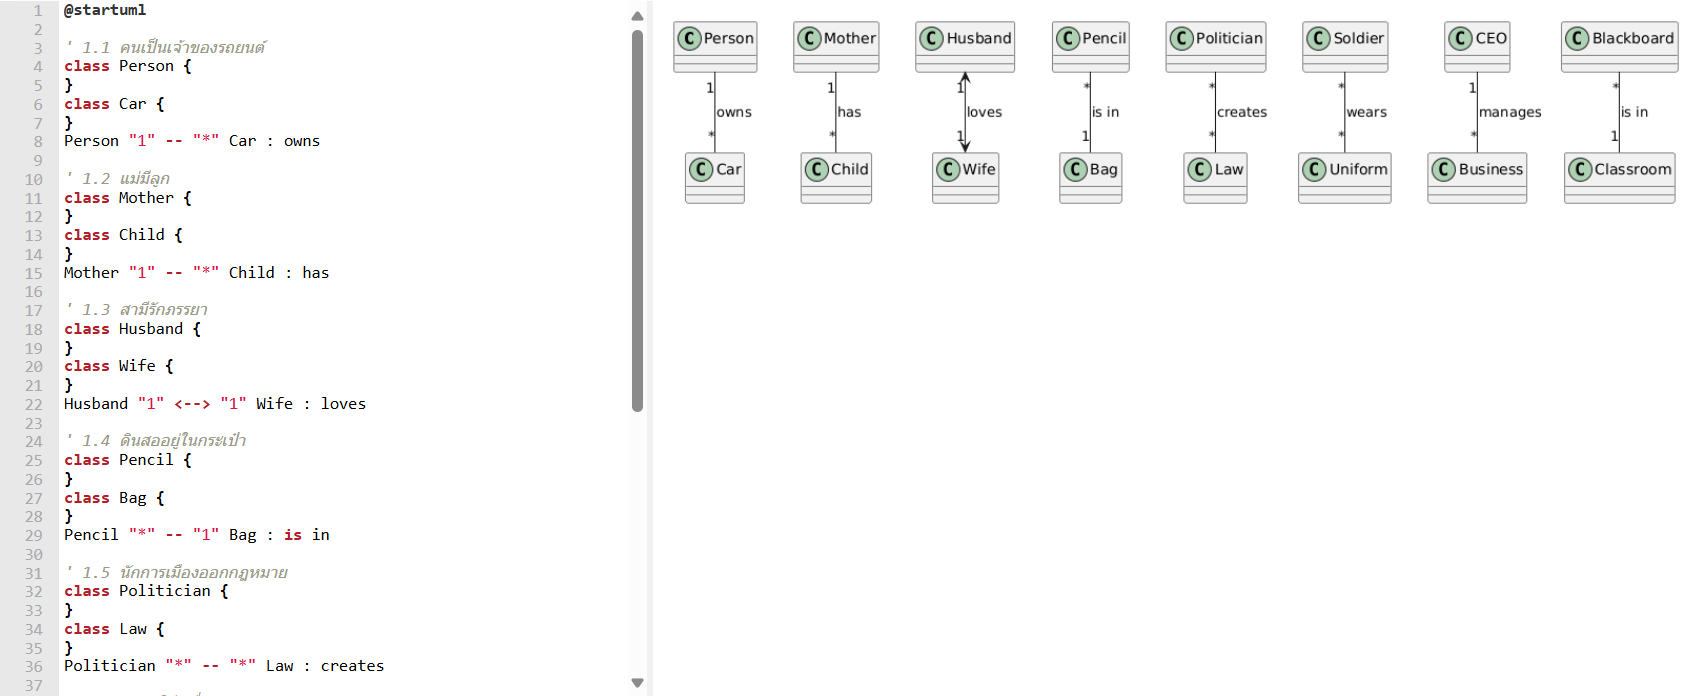 1 @startuml
2
3 ' 1.1 คนเป็นเจ้าของรถยนต์
4 class Person {
5 }
6 class Car {
7 }
8 Person "1" -- "*" Car : owns
9
10 ' 1.2 แม่มีลูก
11 class Mother {
12 }
13 class Child {
14 }
15 Mother "1" -- "*" Child : has
16
17 ' 1.3 สามีรักภรรยา
18 class Husband {
19 }
20 class Wife {
21 }
22 Husband "1" <--> "1" Wife : loves
23
24 ' 1.4 ดินสออยู่ในกระเป๋า
25 class Pencil {
26 }
27 class Bag {
28 }
29 Pencil "*" -- "1" Bag : is in
30
31 ' 1.5 นักการเมืองออกกฎหมาย
32 class Politician {
33 }
34 class Law {
35 }
36 Politician "*" -- "*" Law : creates
37
C Person C Mother C Husband C Pencil C Politician C Soldier C CEO C Blackboard
1 1 1 * * * 1 *
owns has loves is in creates wears manages is in
* * 1 1 * * * 1
C Car C Child C Wife C Bag C Law C Uniform C Business C Classroom